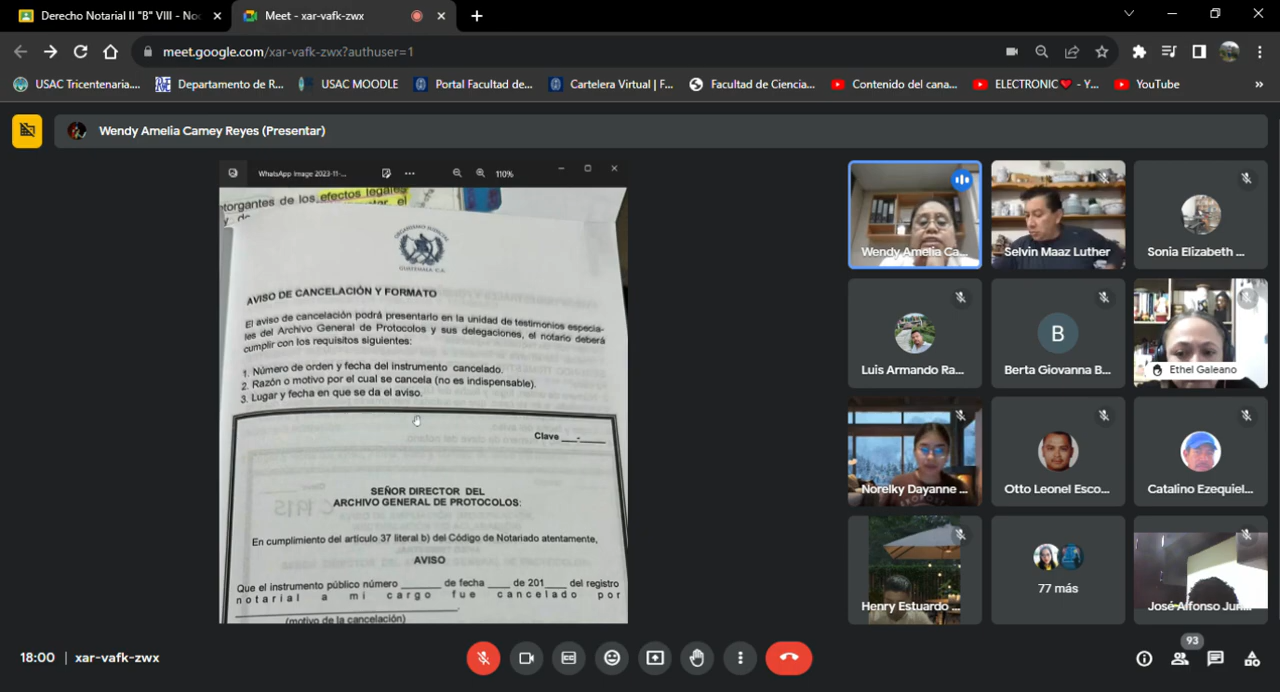 Derecho Notarial II "B" VIII - No
Meet - xar-vafk-zwx
meet.google.com/xar-vafk-zwx?authuser=1
USAC Tricentenaria....
Departamento de R...
USAC MOODLE
Portal Facultad de...
Cartelera Virtual | F...
Facultad de Ciencia...
Contenido del cana...
ELECTRONIC❤ - Y...
YouTube
»
Wendy Amelia Camey Reyes (Presentar)
WhatsApp Image 2023-11-...
110%
torgantes de los efectos legales
ORGANISMO JUDICIAL
GUATEMALA C.A.
AVISO DE CANCELACIÓN Y FORMATO
El aviso de cancelación podrá presentarlo en la unidad de testimonios especia-
les del Archivo General de Protocolos y sus delegaciones, el notario deberá
cumplir con los requisitos siguientes:
1. Número de orden y fecha del instrumento cancelado.
2. Razón o motivo por el cual se cancela (no es indispensable).
3. Lugar y fecha en que se da el aviso.
Clave ___-_____
SEÑOR DIRECTOR DEL
ARCHIVO GENERAL DE PROTOCOLOS:
En cumplimiento del artículo 37 literal b) del Código de Notariado atentamente,
AVISO
Que el instrumento público número _______ de fecha ____ de 201____ del registro
notarial a mi cargo fue cancelado por
(motivo de la cancelación)
Wendy Amelia Ca...
Selvin Maaz Luther
Sonia Elizabeth ...
Luis Armando Ra...
B
Berta Giovanna B...
Ethel Galeano
Norelky Dayanne ...
Otto Leonel Esco...
Catalino Ezequiel...
Henry Estuardo ...
77 más
José Alfonso Jun...
18:00 | xar-vafk-zwx
93